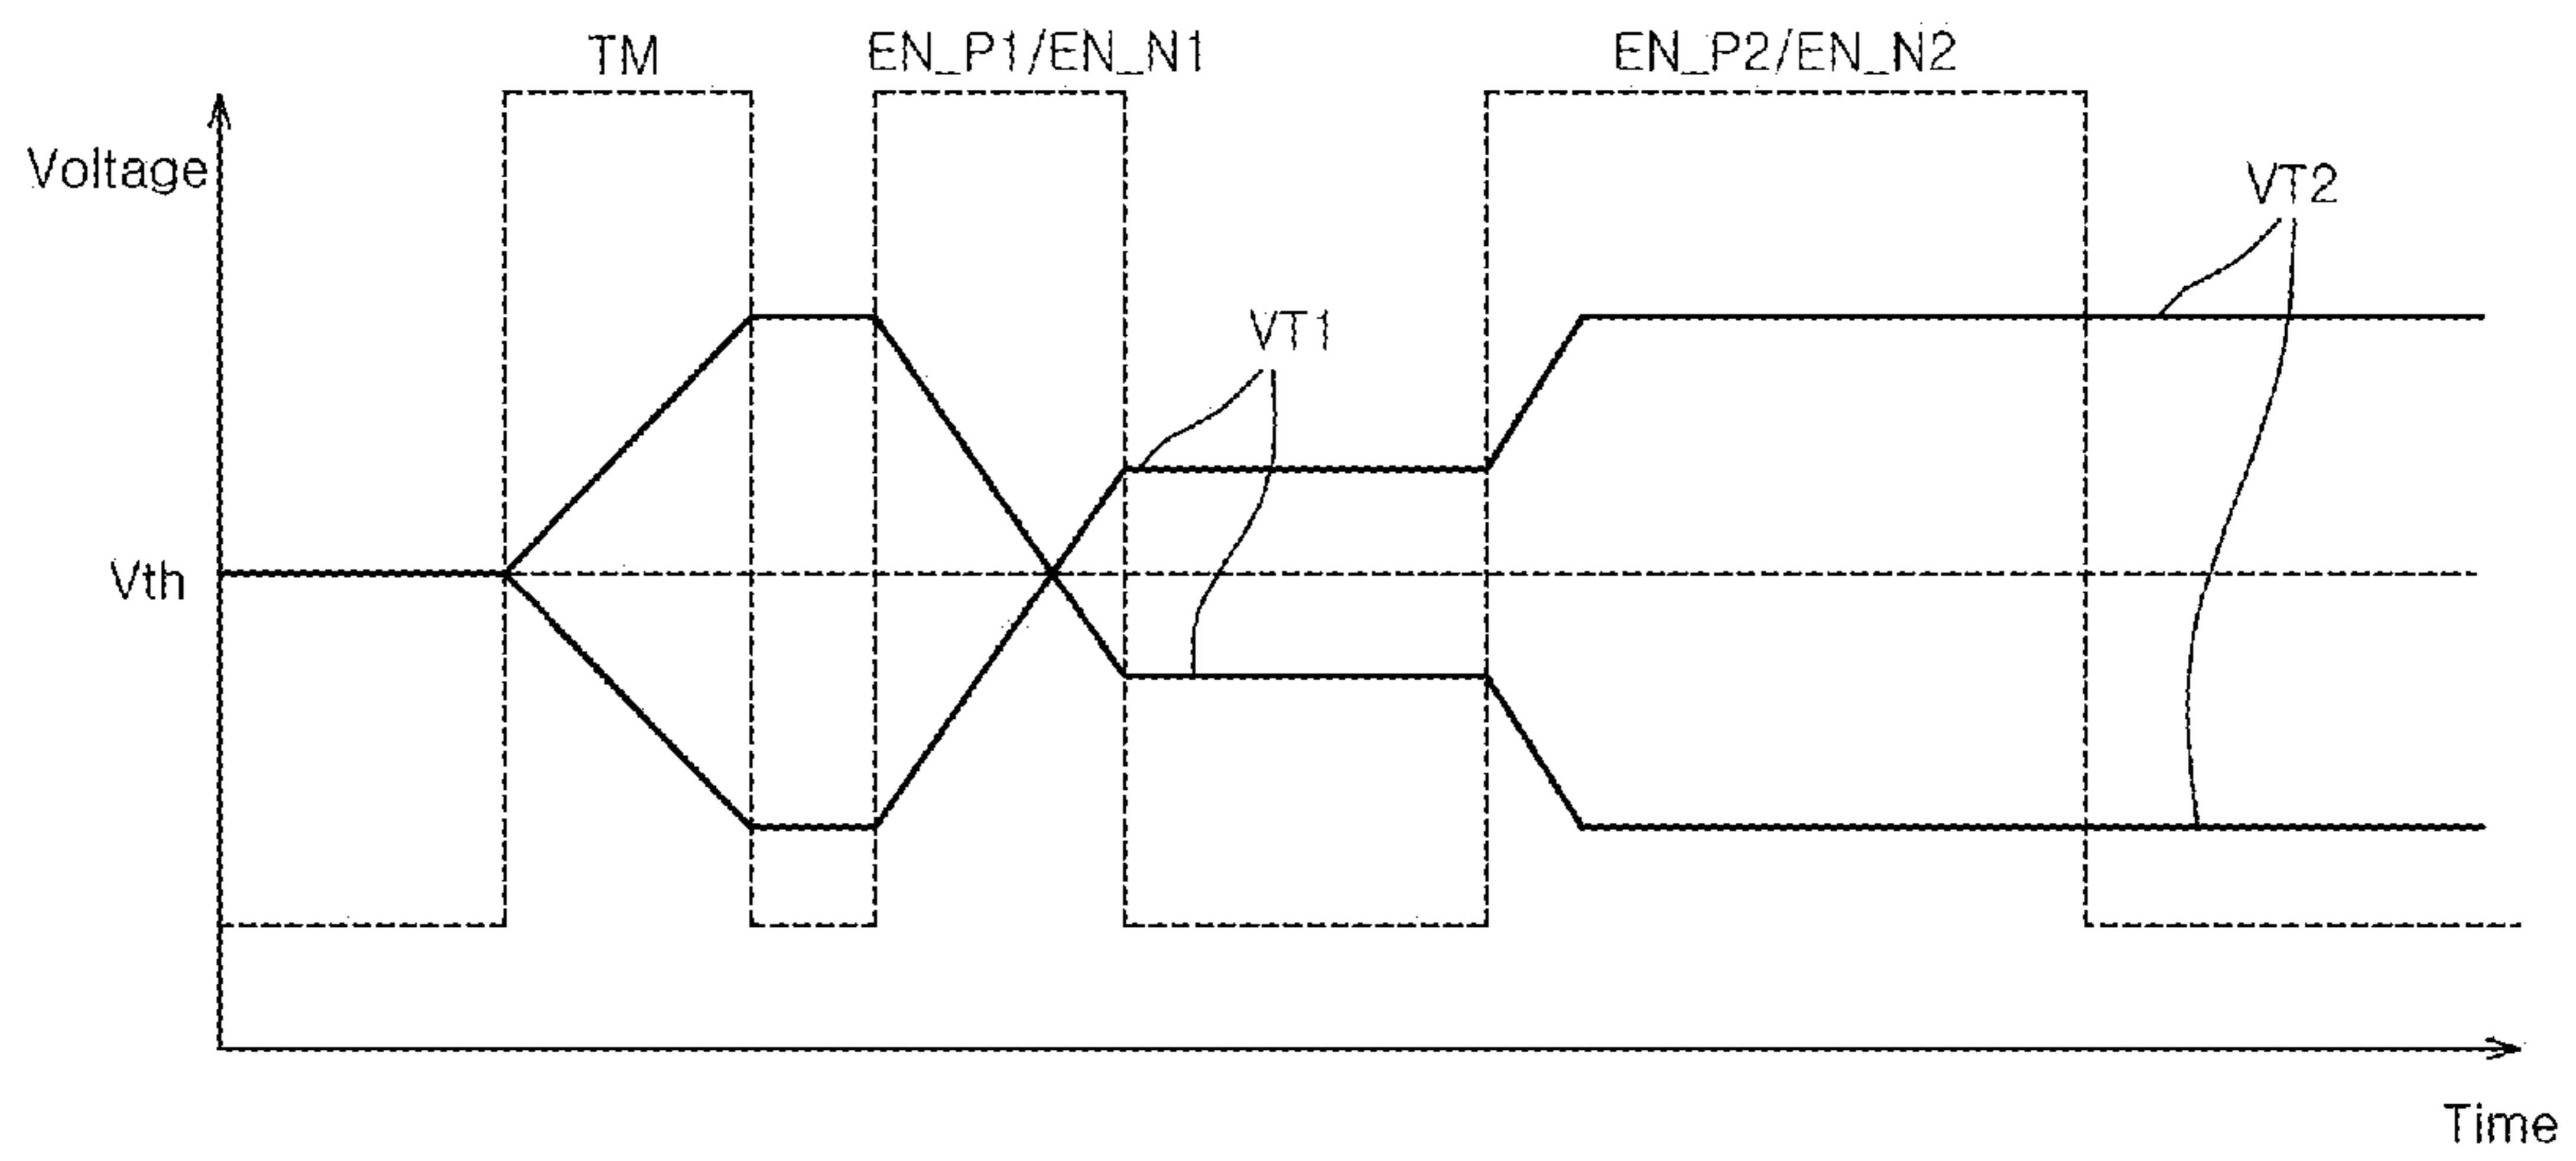 TM
EN_P1/EN_N1
EN_P2/EN_N2
Voltage
VT2
VT1
Vth
Time